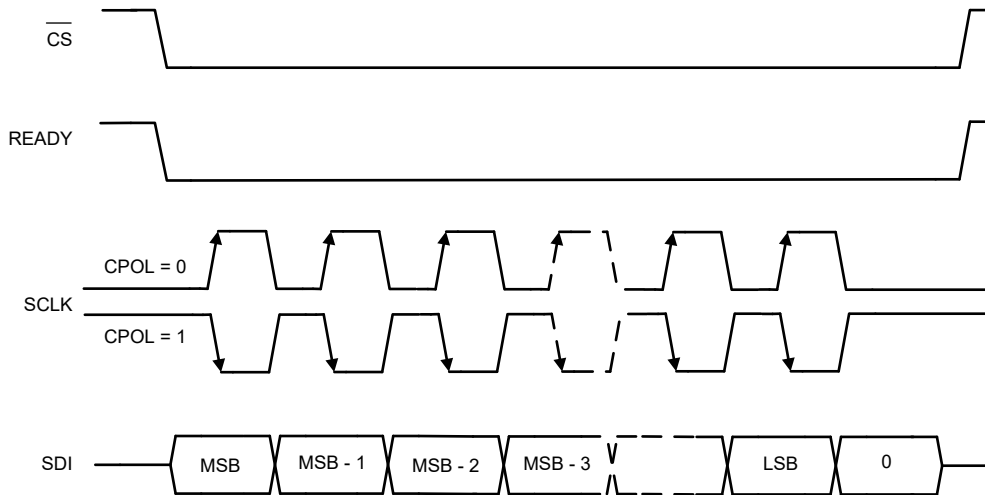 CS
READY
CPOL = 0
SCLK
CPOL = 1
SDI
MSB
MSB - 1
MSB - 2
MSB - 3
LSB
0